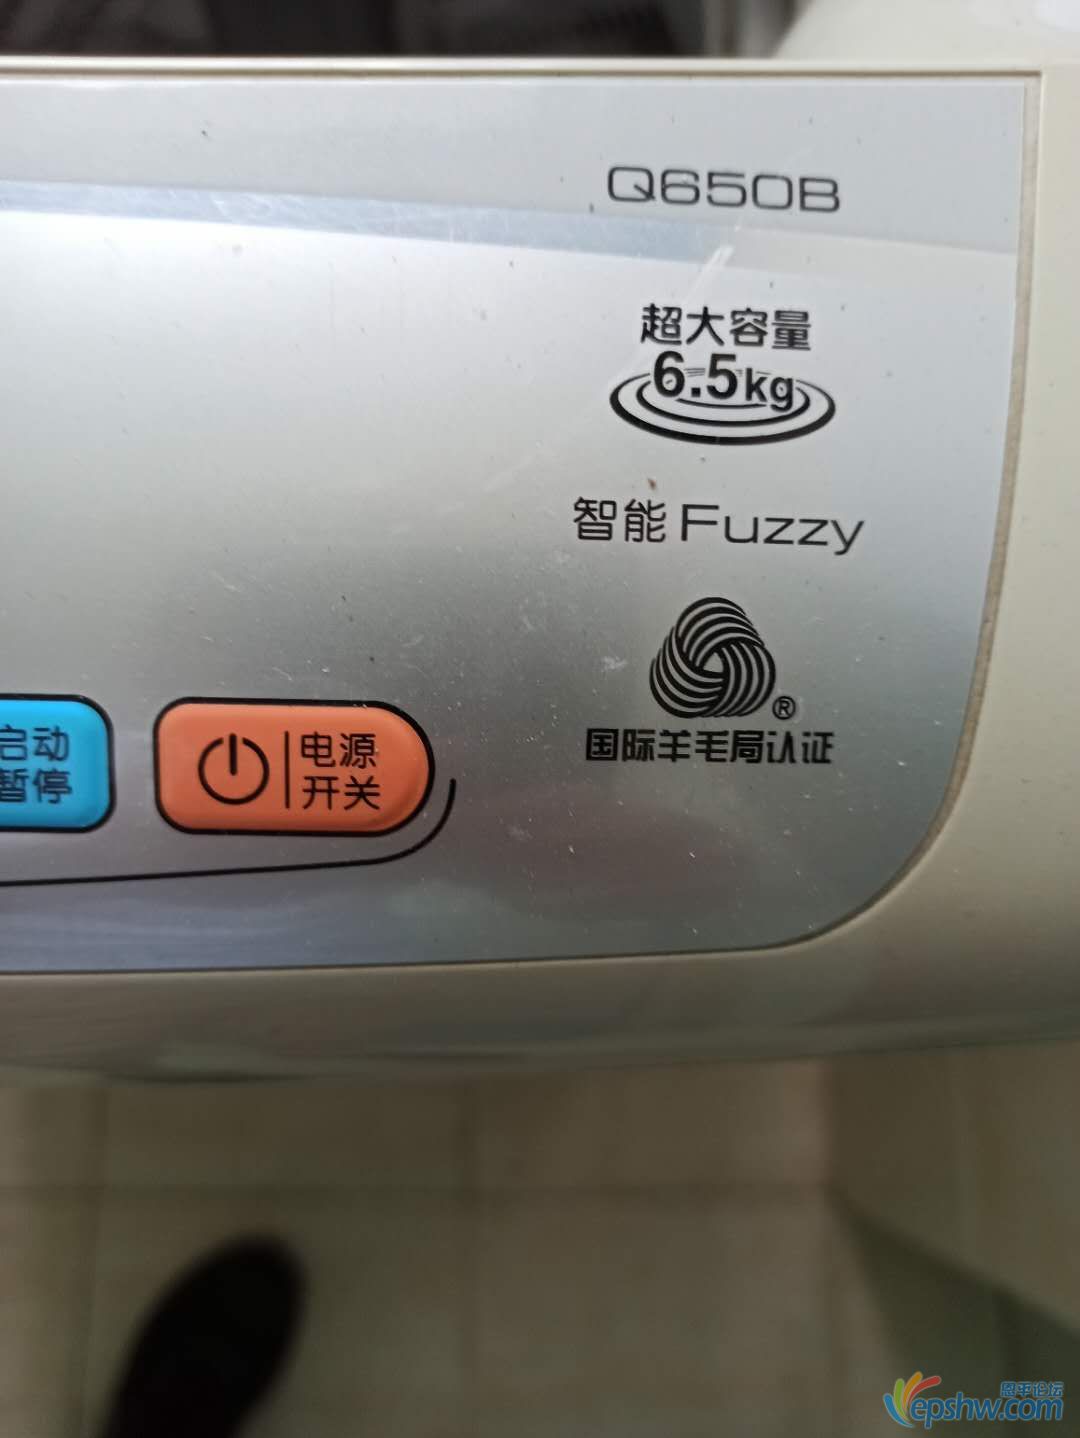 Q650B
超大容量
6.5kg
智能 Fuzzy
®
国际羊毛局认证
启动
暂停
电源
开关
恩平论坛
epshw.com